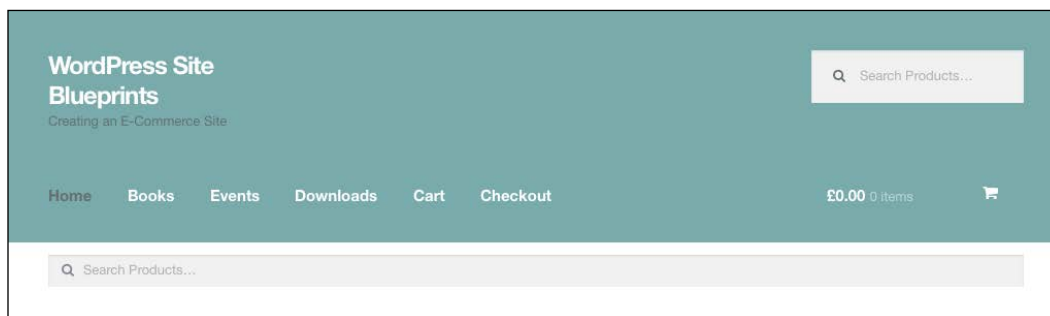 WordPress Site
Blueprints
Creating an E-Commerce Site
Search Products...
Home Books Events Downloads Cart Checkout £0.00 0 items
Search Products...